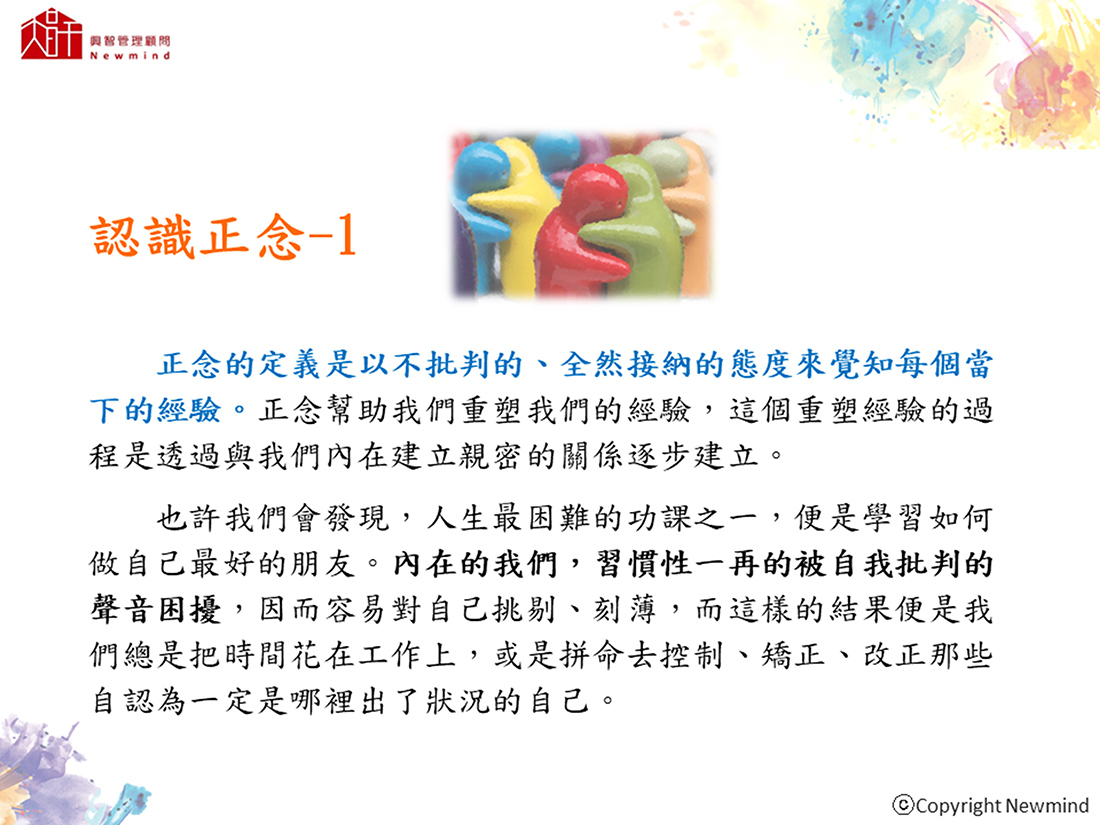 興智管理顧問
Newmind
認識正念-1
正念的定義是以不批判的、全然接納的態度來覺知每個當
下的經驗。正念幫助我們重塑我們的經驗，這個重塑經驗的過
程是透過與我們內在建立親密的關係逐步建立。
也許我們會發現，人生最困難的功課之一，便是學習如何
做自己最好的朋友。內在的我們，習慣性一再的被自我批判的
聲音困擾，因而容易對自己挑剔、刻薄，而這樣的結果便是我
們總是把時間花在工作上，或是拼命去控制、矯正、改正那些
自認為一定是哪裡出了狀況的自己。
ⓒCopyright Newmind